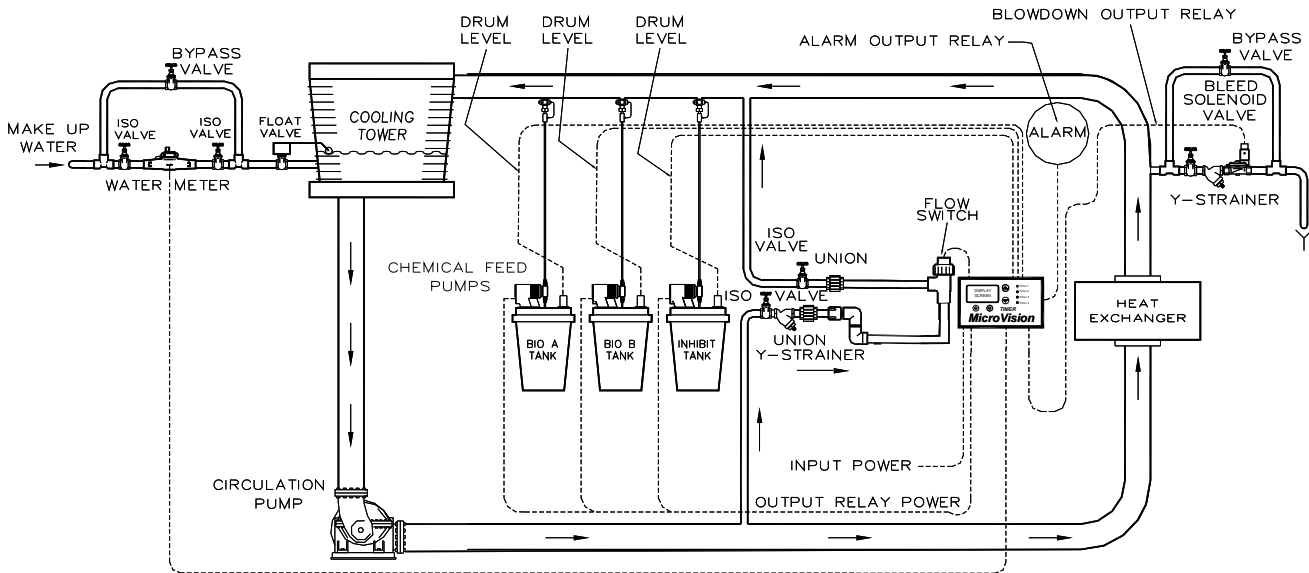 DRUM
LEVEL
DRUM
LEVEL
DRUM
LEVEL
BLOWDOWN OUTPUT RELAY
ALARM OUTPUT RELAY
BYPASS
VALVE
BYPASS
VALVE
BLEED
SOLENOID
VALVE
MAKE UP
WATER
ISO
VALVE
ISO
VALVE
FLOAT
VALVE
COOLING
TOWER
ALARM
WATER METER
Y-STRAINER
FLOW
SWITCH
ISO
VALVE
UNION
CHEMICAL FEED
PUMPS
ISO VALVE
DISPLAY
SCREEN
TIMER
MicroVision
HEAT
EXCHANGER
BIO A
TANK
BIO B
TANK
INHIBIT
TANK
UNION
Y-STRAINER
INPUT POWER
CIRCULATION
PUMP
OUTPUT RELAY POWER